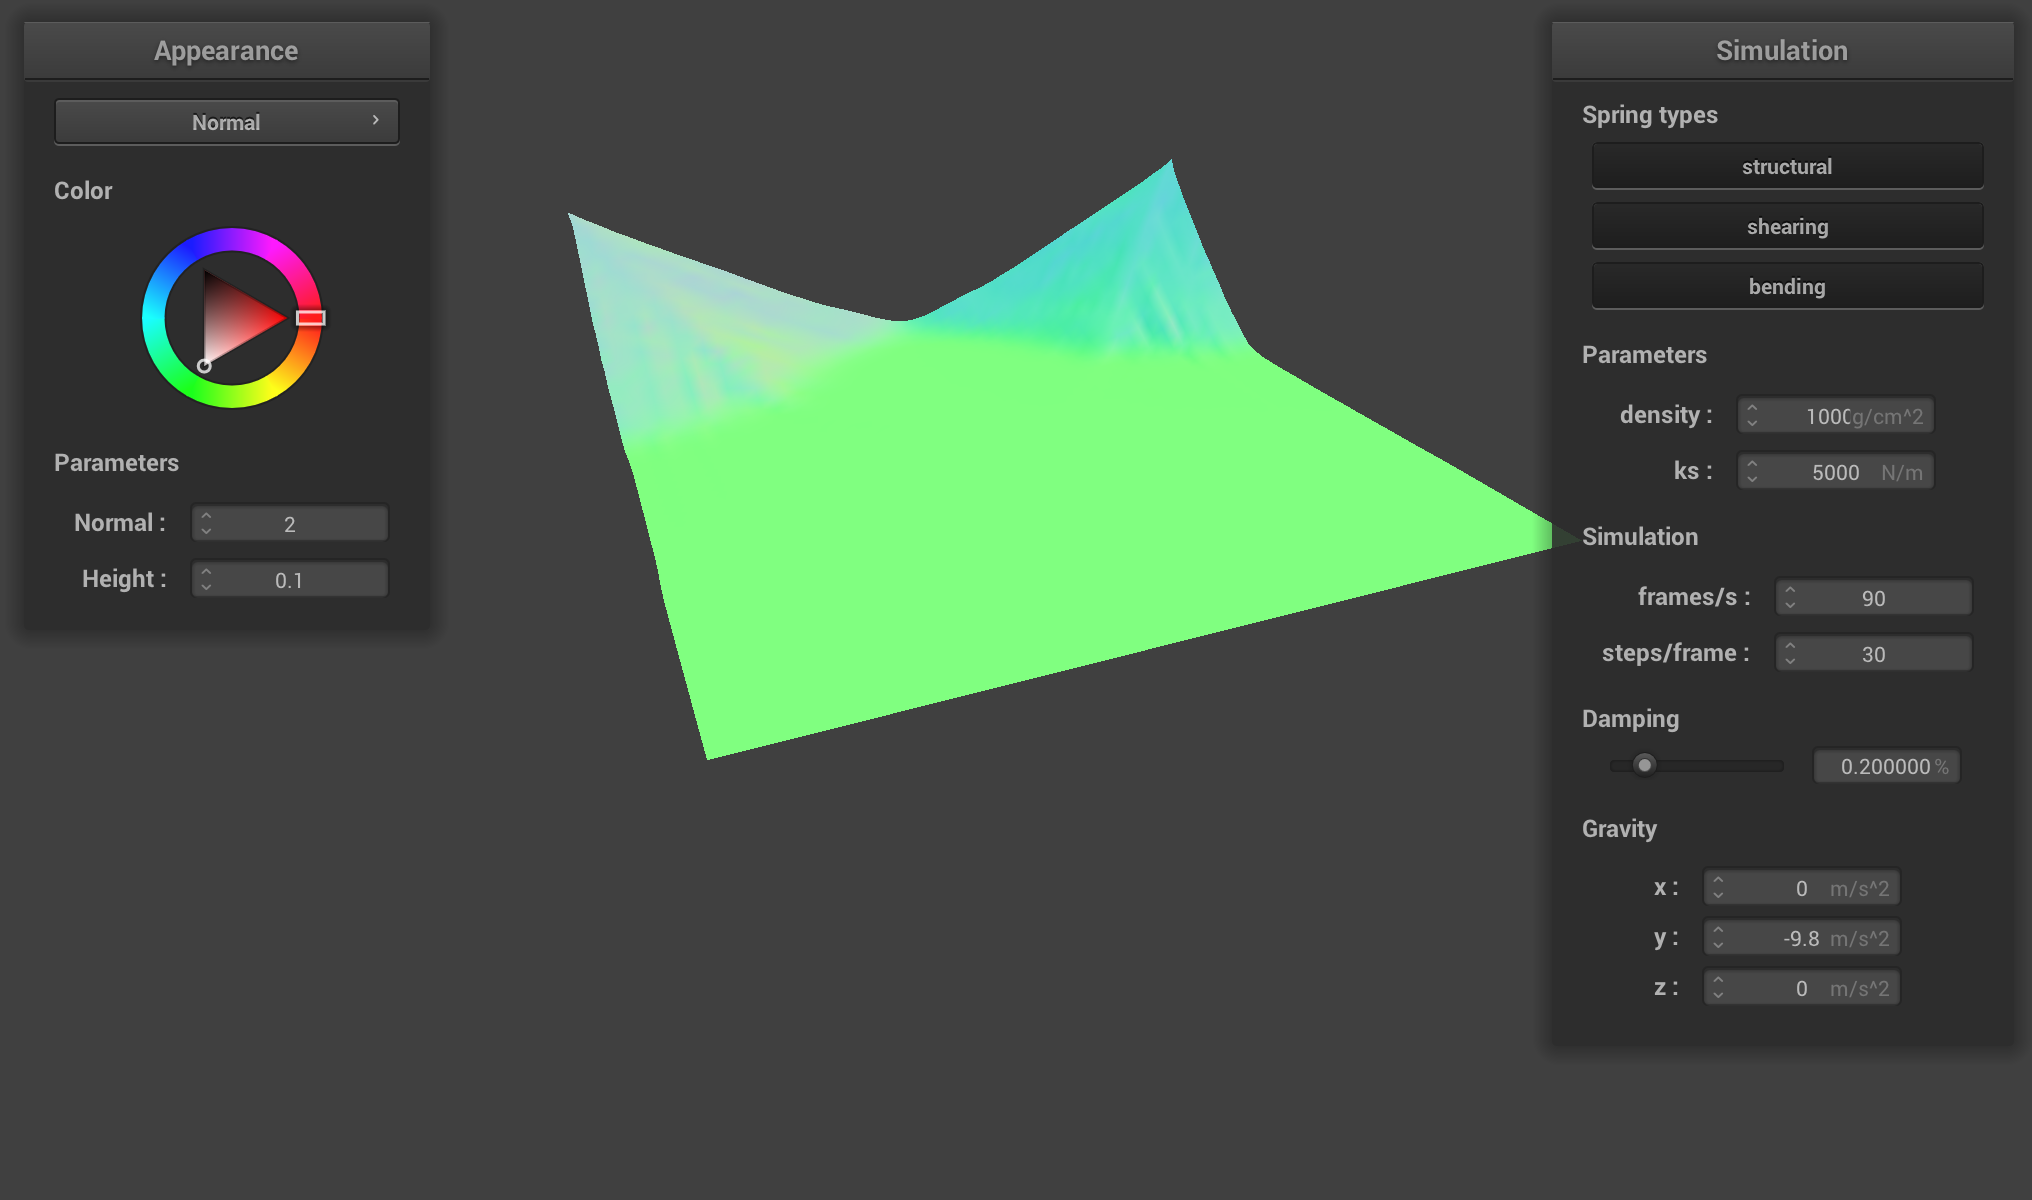 Appearance
Normal
Color
Parameters
Normal : 2
Height : 0.1
Simulation
Spring types
structural
shearing
bending
Parameters
density : 1000 g/cm^2
ks : 5000 N/m
Simulation
frames/s : 90
steps/frame : 30
Damping
0.200000 %
Gravity
x : 0 m/s^2
y : -9.8 m/s^2
z : 0 m/s^2